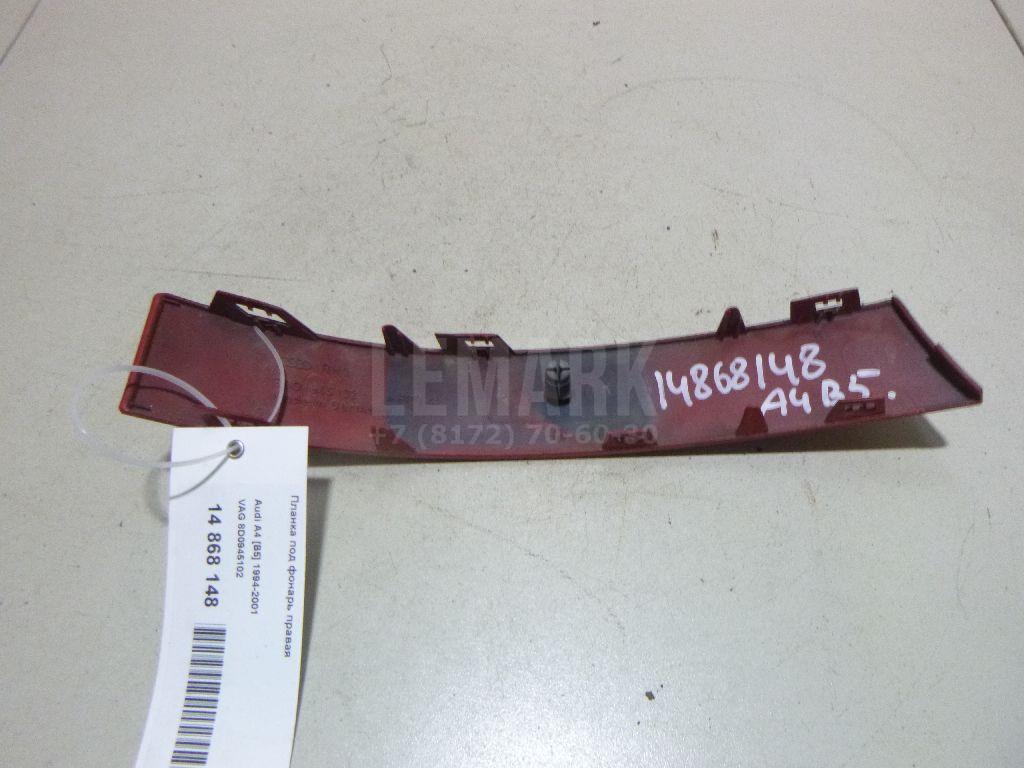 LEMARK
+7 (8172) 70-60-30
14868148
A4 B5.
Планка под фонарь правая
Audi A4 [B5] 1994-2001
VAG 8D0945102
14 868 148